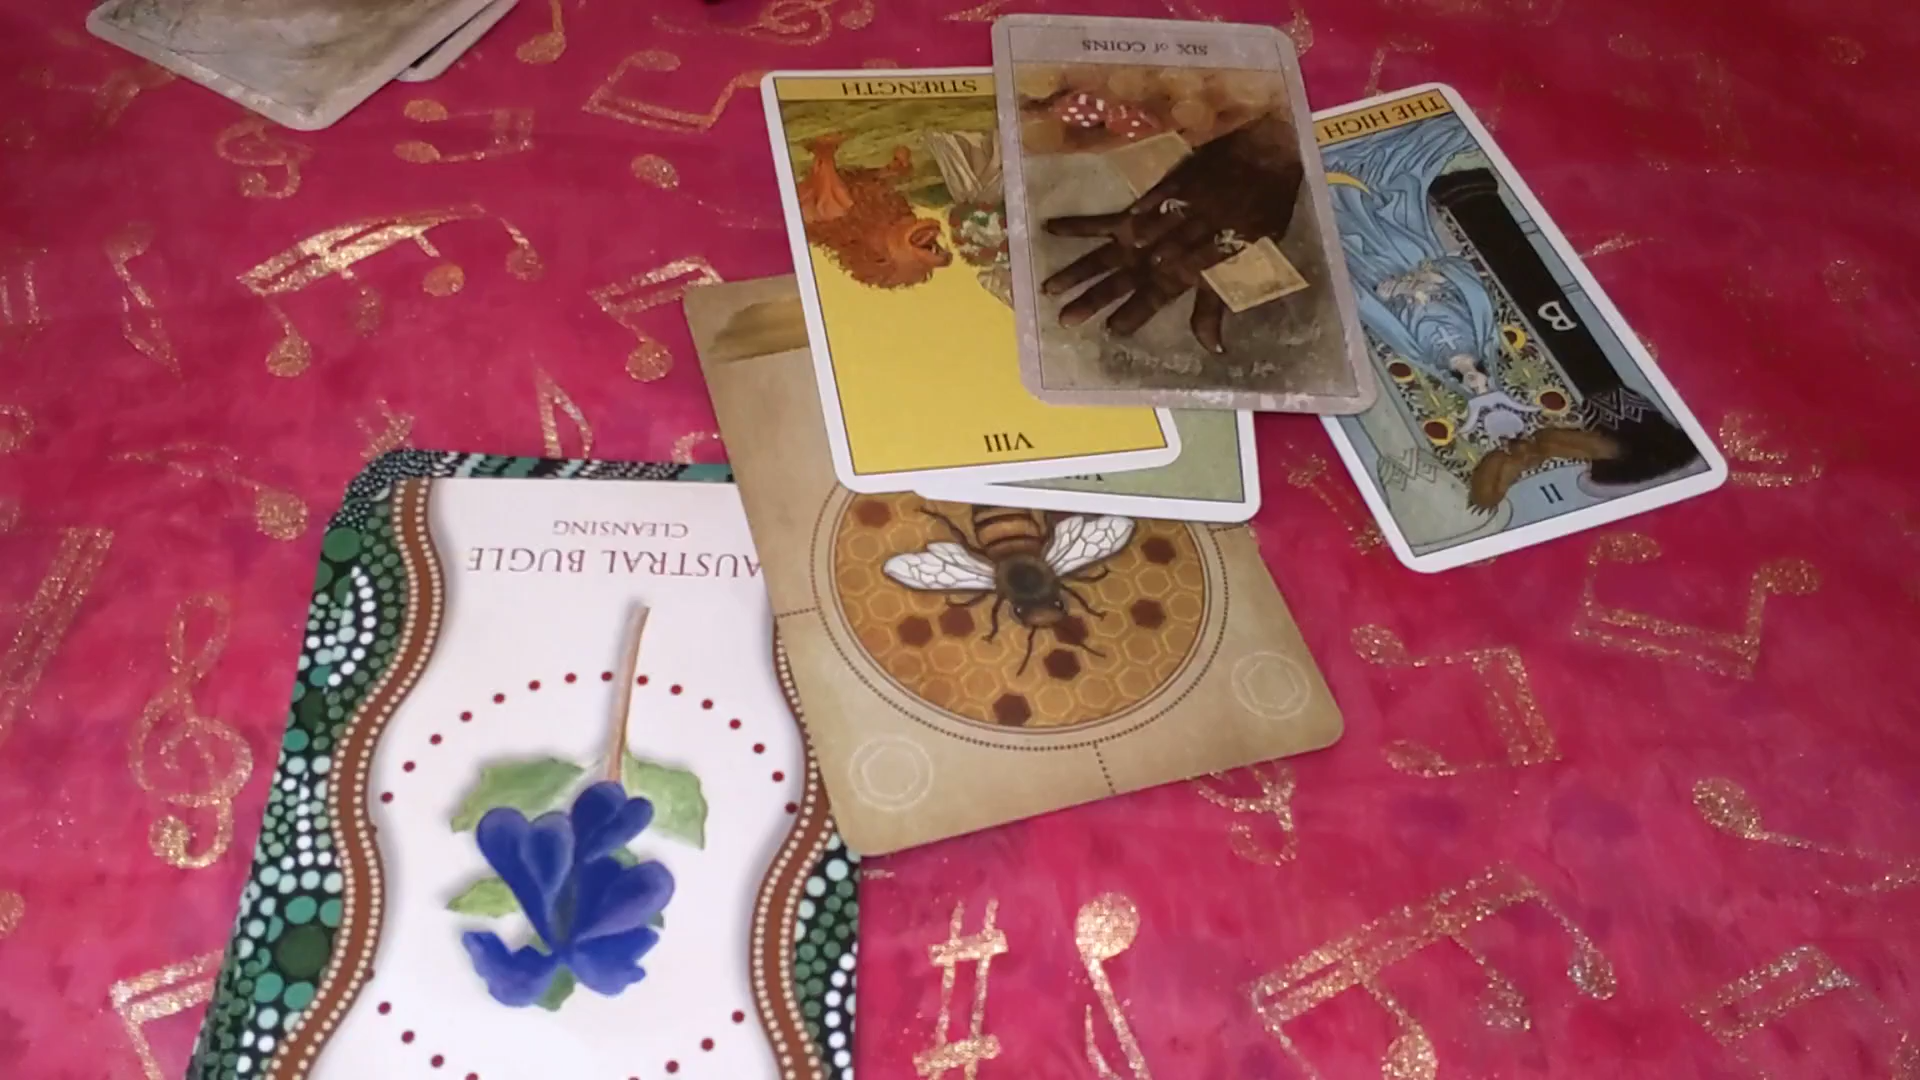 SIX of COINS
STRENGTH
THE HIGH
B
VIII
II
CLEANSING
AUSTRAL BUGLE